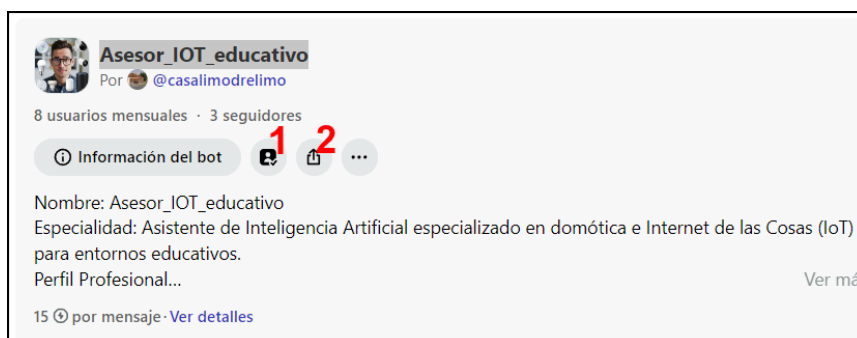 Asesor_IOT_educativo
Por @casalimodrelimo
8 usuarios mensuales · 3 seguidores
1 2
Información del bot
Nombre: Asesor_IOT_educativo
Especialidad: Asistente de Inteligencia Artificial especializado en domótica e Internet de las Cosas (IoT)
para entornos educativos.
Perfil Profesional... Ver má
15 por mensaje · Ver detalles